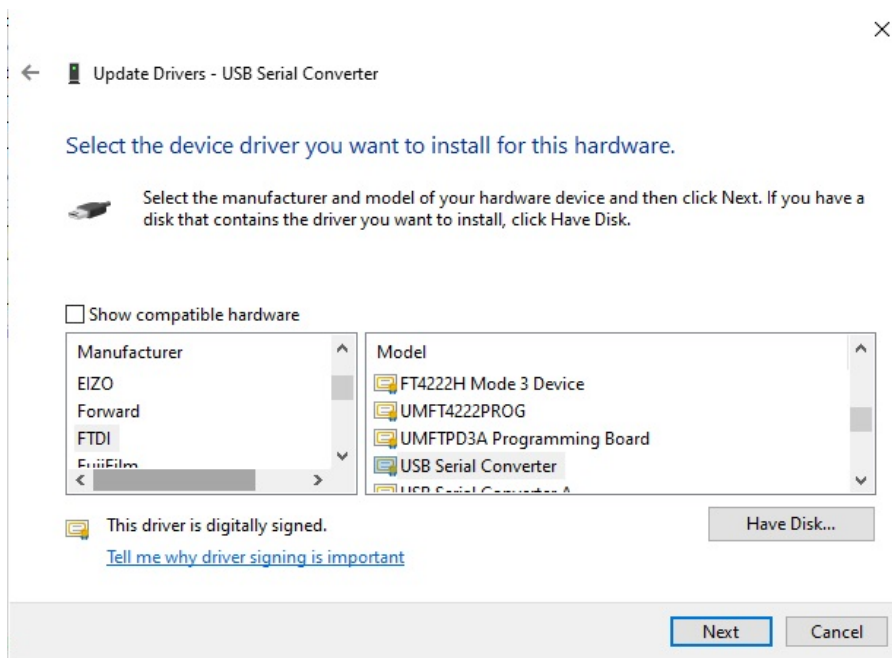 Update Drivers - USB Serial Converter
Select the device driver you want to install for this hardware.
Select the manufacturer and model of your hardware device and then click Next. If you have a
disk that contains the driver you want to install, click Have Disk.
Show compatible hardware
Manufacturer
EIZO
Forward
FTDI
FujiFilm
Model
FT4222H Mode 3 Device
UMFT4222PROG
UMFTPD3A Programming Board
USB Serial Converter
USB Serial Converter A
This driver is digitally signed.
Tell me why driver signing is important
Have Disk...
Next
Cancel